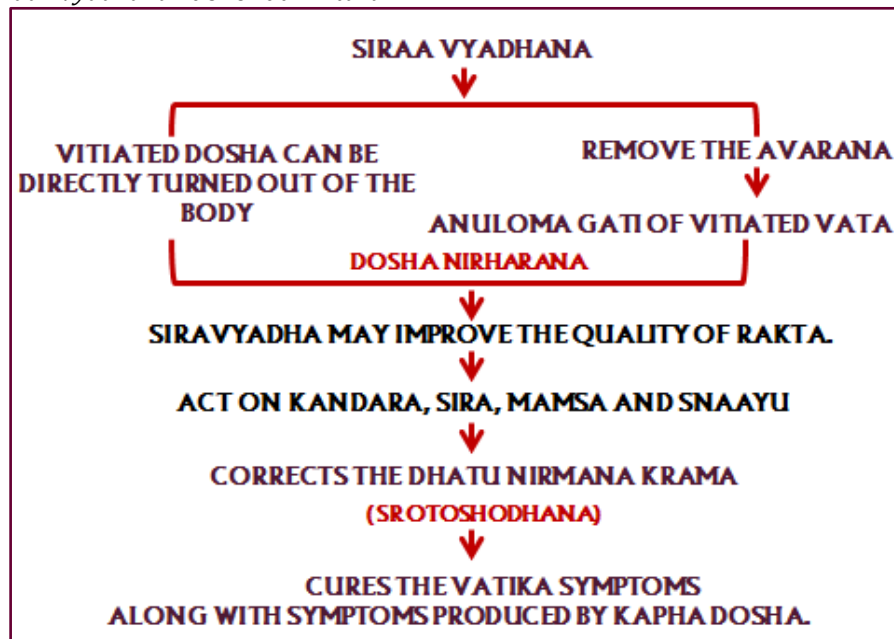 SIRAA VYADHANA
VITIATED DOSHA CAN BE
DIRECTLY TURNED OUT OF THE
BODY
REMOVE THE AVARANA
ANULOMA GATI OF VITIATED VATA
DOSHA NIRHARANA
SIRAVYADHA MAY IMPROVE THE QUALITY OF RAKTA.
ACT ON KANDARA, SIRA, MAMSA AND SNAAYU
CORRECTS THE DHATU NIRMANA KRAMA
(SROTOSHODHANA)
CURES THE VATIKA SYMPTOMS
ALONG WITH SYMPTOMS PRODUCED BY KAPHA DOSHA.